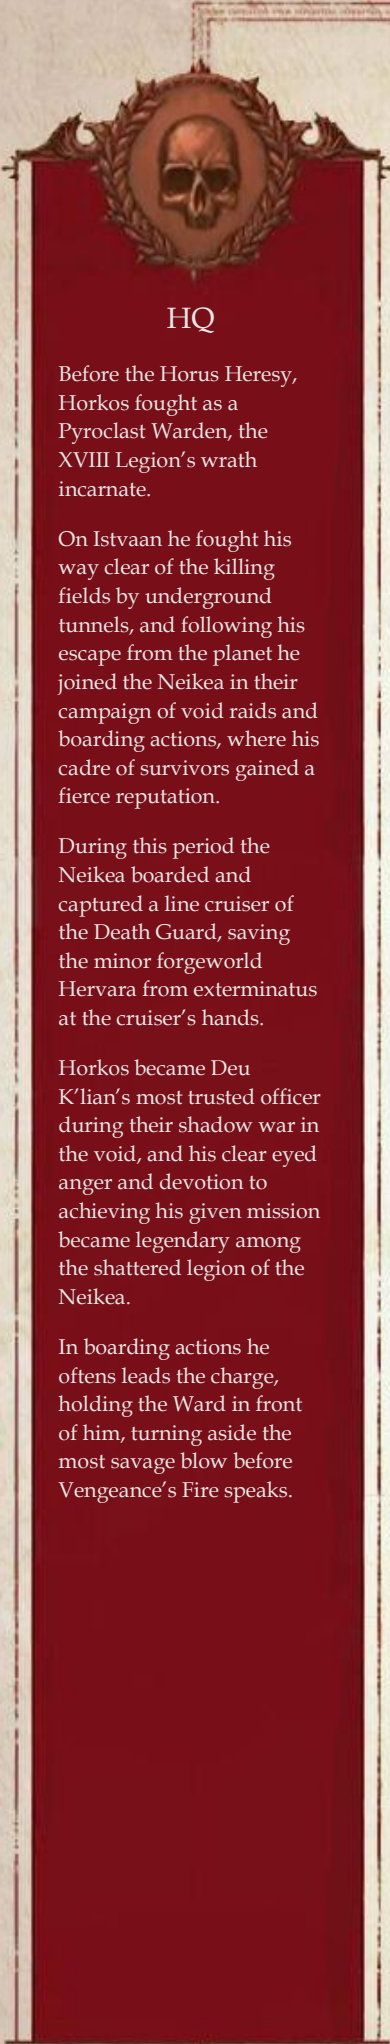 HQ
Before the Horus Heresy,
Horkos fought as a
Pyroclast Warden, the
XVIII Legion’s wrath
incarnate.
On Istvaan he fought his
way clear of the killing
fields by underground
tunnels, and following his
escape from the planet he
joined the Neikea in their
campaign of void raids and
boarding actions, where his
cadre of survivors gained a
fierce reputation.
During this period the
Neikea boarded and
captured a line cruiser of
the Death Guard, saving
the minor forgeworld
Hervara from exterminatus
at the cruiser’s hands.
Horkos became Deu
K’lian’s most trusted officer
during their shadow war in
the void, and his clear eyed
anger and devotion to
achieving his given mission
became legendary among
the shattered legion of the
Neikea.
In boarding actions he
oftens leads the charge,
holding the Ward in front
of him, turning aside the
most savage blow before
Vengeance’s Fire speaks.